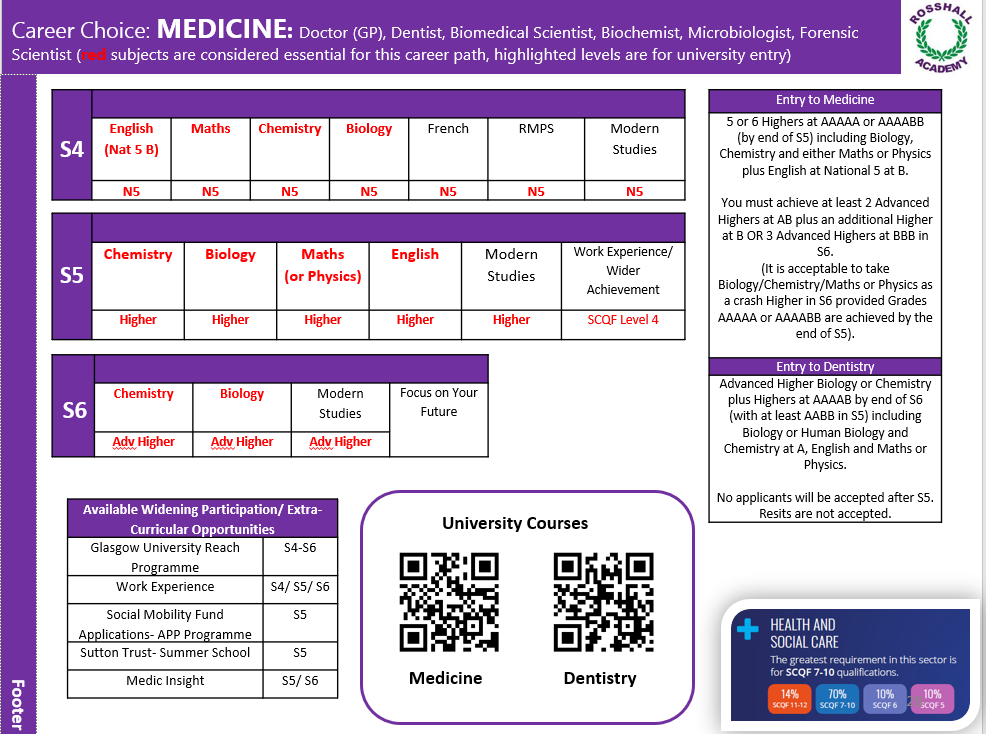 Career Choice: MEDICINE: Doctor (GP), Dentist, Biomedical Scientist, Biochemist, Microbiologist, Forensic
Scientist (red subjects are considered essential for this career path, highlighted levels are for university entry)
ROSSHALL
ACADEMY
S4
English
(Nat 5 B)
Maths
Chemistry
Biology
French
RMPS
Modern
Studies
N5
N5
N5
N5
N5
N5
N5
S5
Chemistry
Biology
Maths
(or Physics)
English
Modern
Studies
Work Experience/
Wider
Achievement
Higher
Higher
Higher
Higher
Higher
SCQF Level 4
S6
Chemistry
Biology
Modern
Studies
Focus on Your
Future
Adv Higher
Adv Higher
Adv Higher
Entry to Medicine
5 or 6 Highers at AAAAA or AAAABB
(by end of S5) including Biology,
Chemistry and either Maths or Physics
plus English at National 5 at B.
You must achieve at least 2 Advanced
Highers at AB plus an additional Higher
at B OR 3 Advanced Highers at BBB in
S6.
(It is acceptable to take
Biology/Chemistry/Maths or Physics as
a crash Higher in S6 provided Grades
AAAAA or AAAABB are achieved by the
end of S5).
Entry to Dentistry
Advanced Higher Biology or Chemistry
plus Highers at AAAAB by end of S6
(with at least AABB in S5) including
Biology or Human Biology and
Chemistry at A, English and Maths or
Physics.
No applicants will be accepted after S5.
Resits are not accepted.
Available Widening Participation/ Extra-
Curricular Opportunities
Glasgow University Reach
Programme
S4-S6
Work Experience
S4/ S5/ S6
Social Mobility Fund
Applications- APP Programme
S5
Sutton Trust- Summer School
S5
Medic Insight
S5/ S6
University Courses
Medicine
Dentistry
HEALTH AND
SOCIAL CARE
The greatest requirement in this sector is
for SCQF 7-10 qualifications.
14%
SCQF 11-12
70%
SCQF 7-10
10%
SCQF 6
10%
SCQF 5
Footer